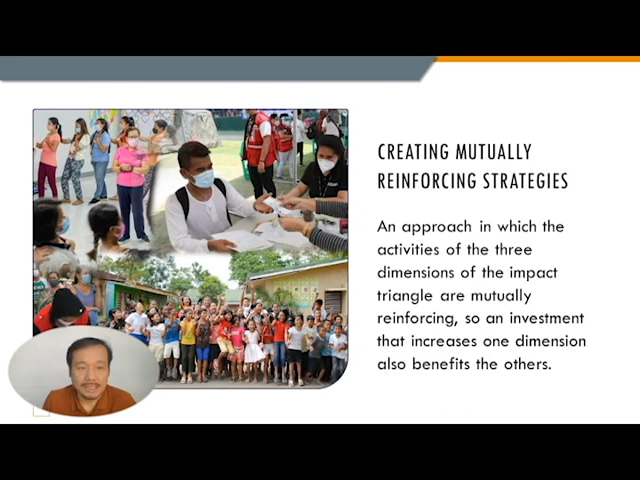 CREATING MUTUALLY
REINFORCING STRATEGIES
An approach in which the
activities of the three
dimensions of the impact
triangle are mutually
reinforcing, so an investment
that increases one dimension
also benefits the others.